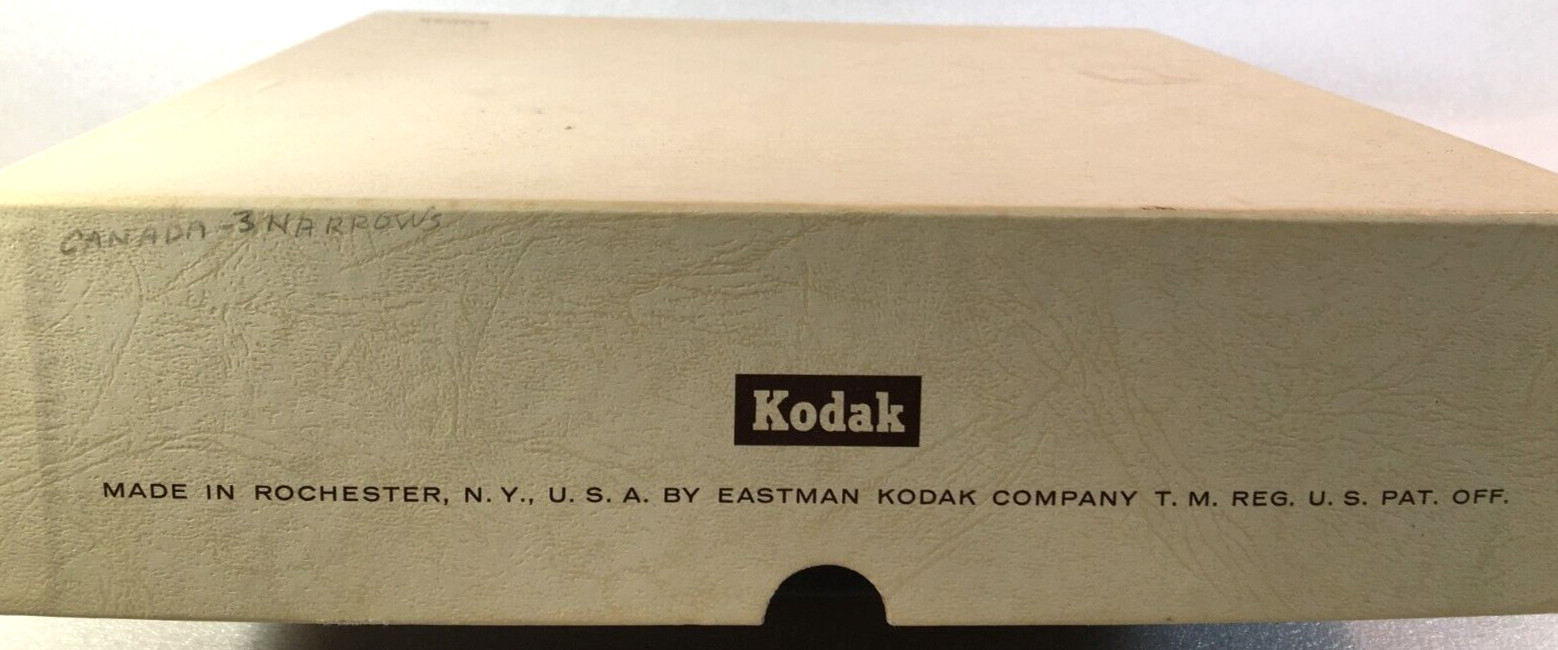 CANADA-3 NARROWS
Kodak
MADE IN ROCHESTER, N. Y., U. S. A. BY EASTMAN KODAK COMPANY T. M. REG. U. S. PAT. OFF.